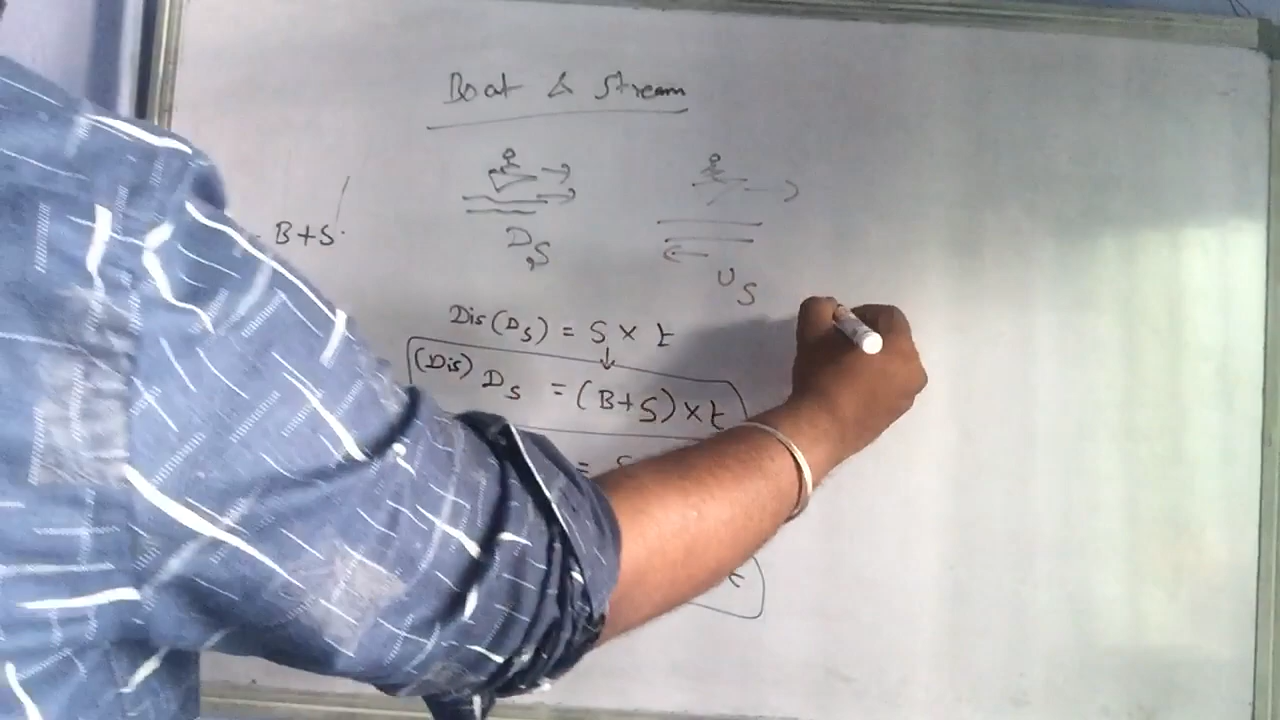 Boat & Stream
B+S
DS
US
Dis(DS) = S × t
(Dis) DS = (B+S) × t
= S
t